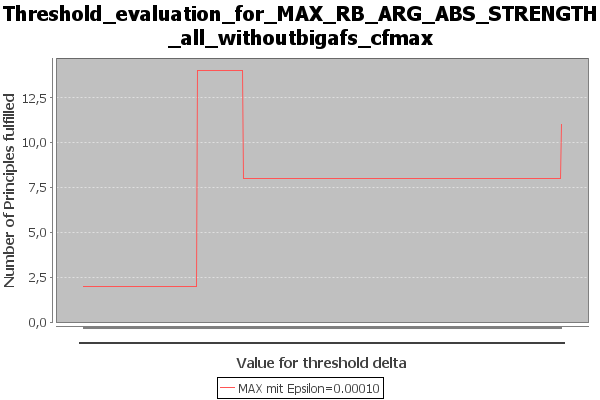 Threshold_evaluation_for_MAX_RB_ARG_ABS_STRENGTH
_all_withoutbigafs_cfmax
Number of Principles fulfilled
12,5
10,0
7,5
5,0
2,5
0,0
Value for threshold delta
MAX mit Epsilon=0.00010